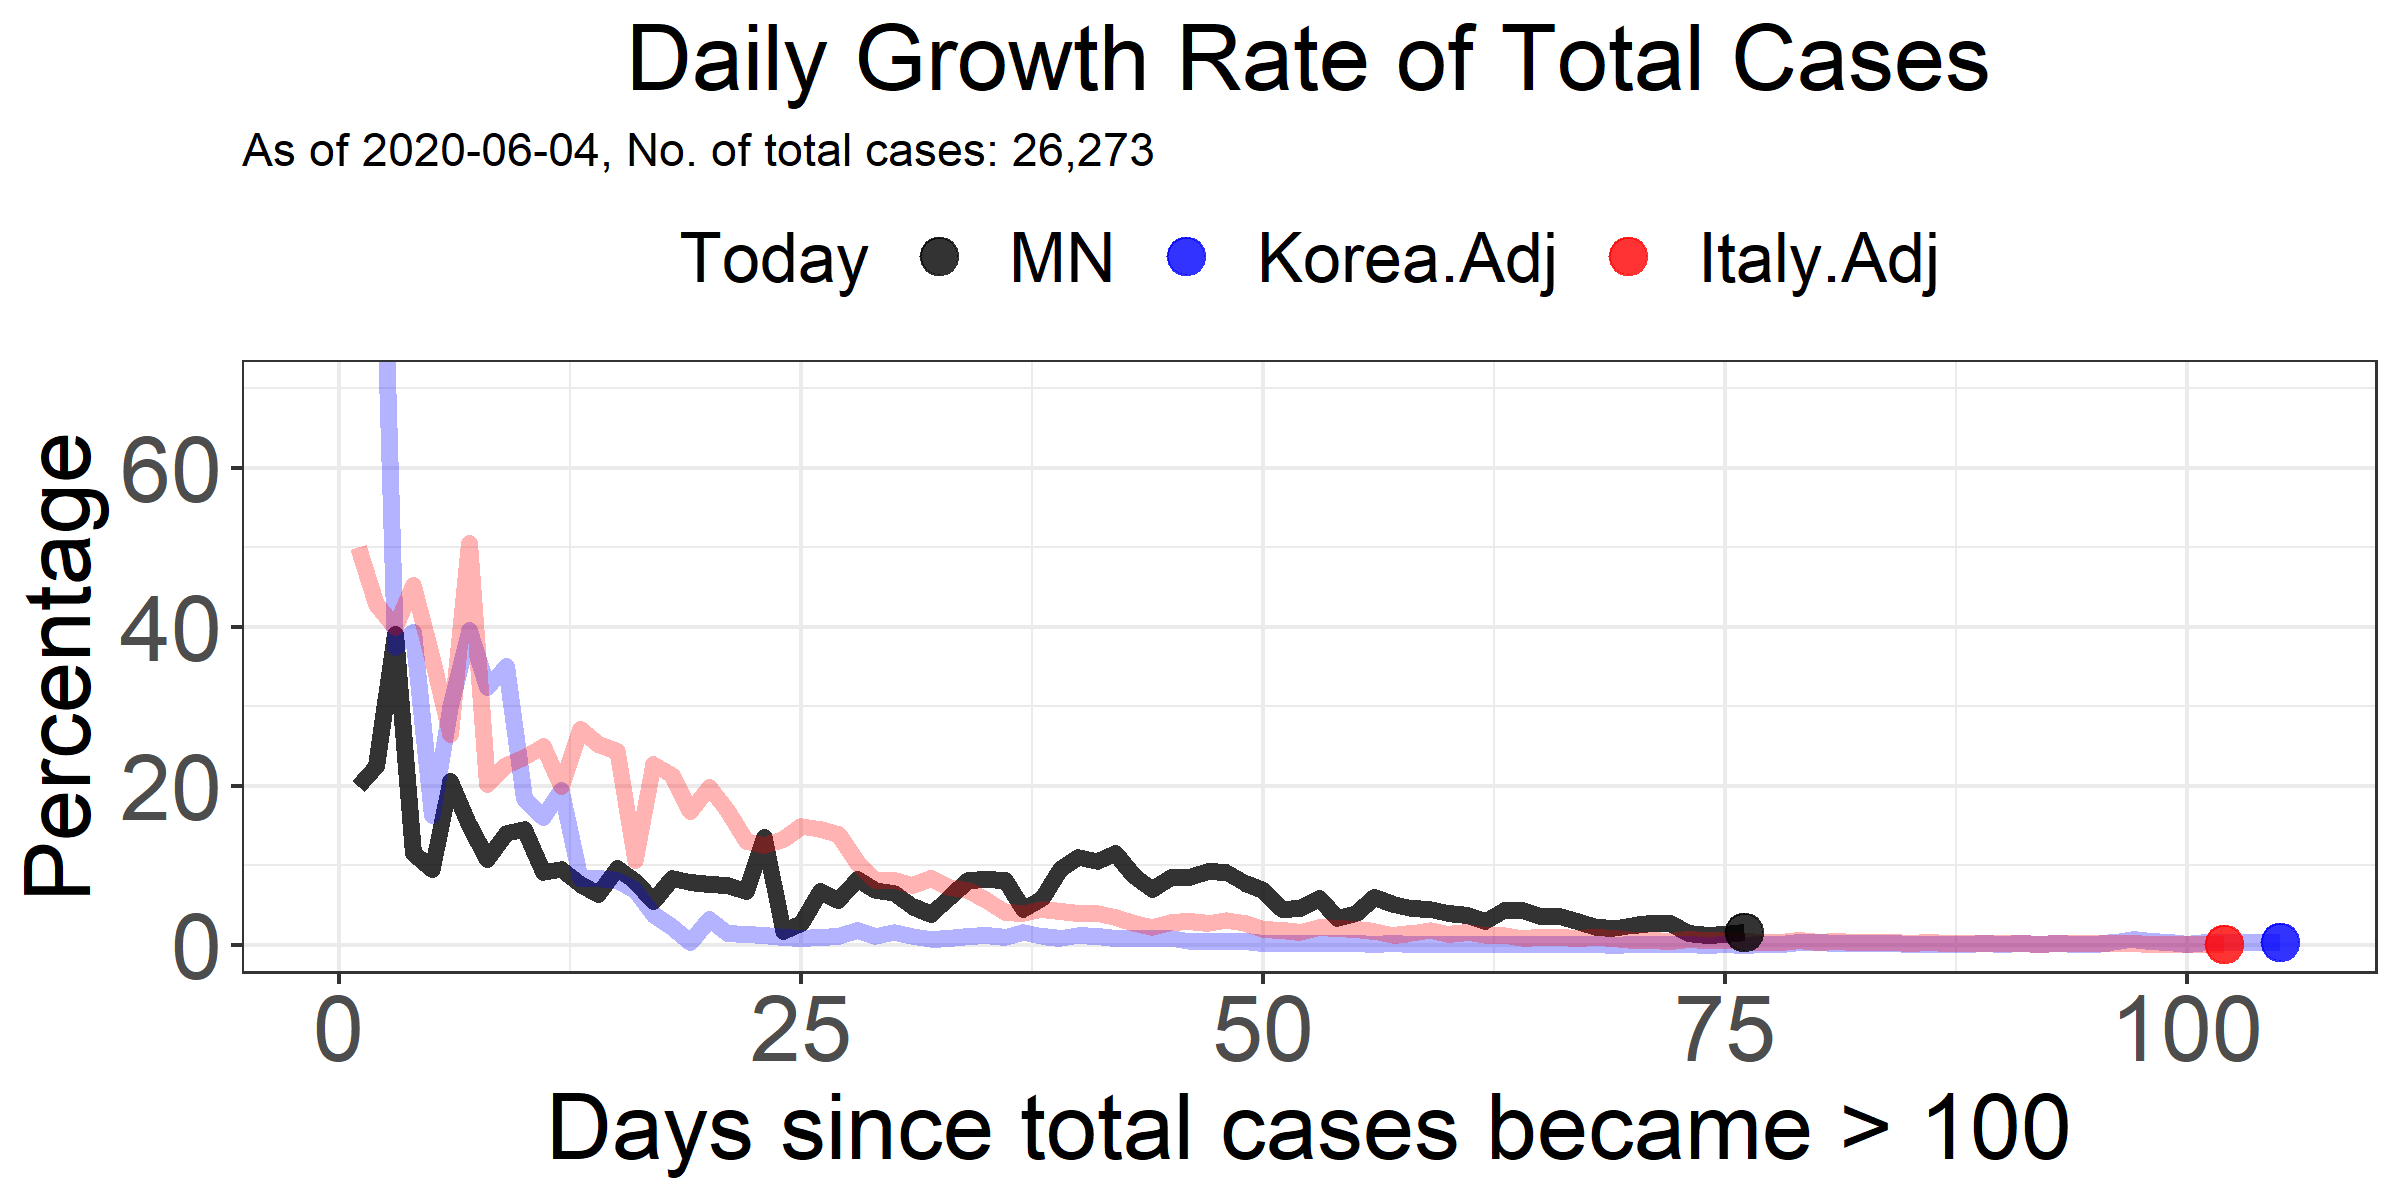 Daily Growth Rate of Total Cases
As of 2020-06-04, No. of total cases: 26,273
Today MN Korea.Adj Italy.Adj
Percentage
60
40
20
0
0 25 50 75 100
Days since total cases became > 100